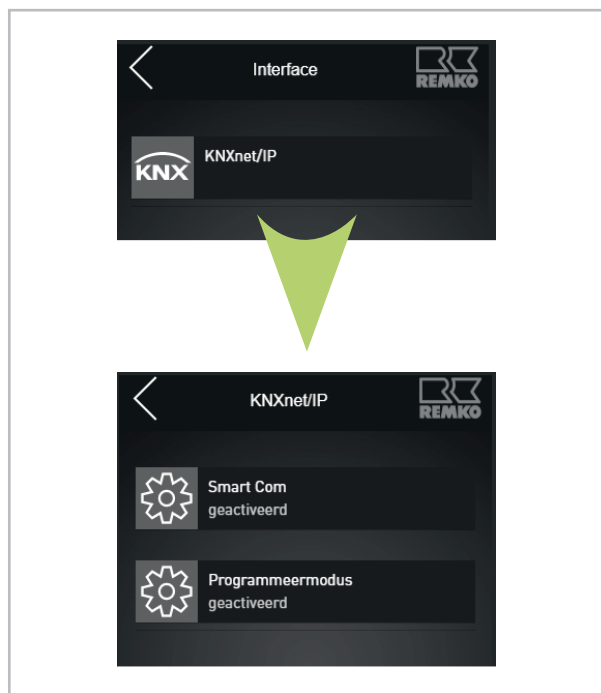 Interface
REMKO
KNX
KNXnet/IP
KNXnet/IP
REMKO
Smart Com
geactiveerd
Programmeermodus
geactiveerd